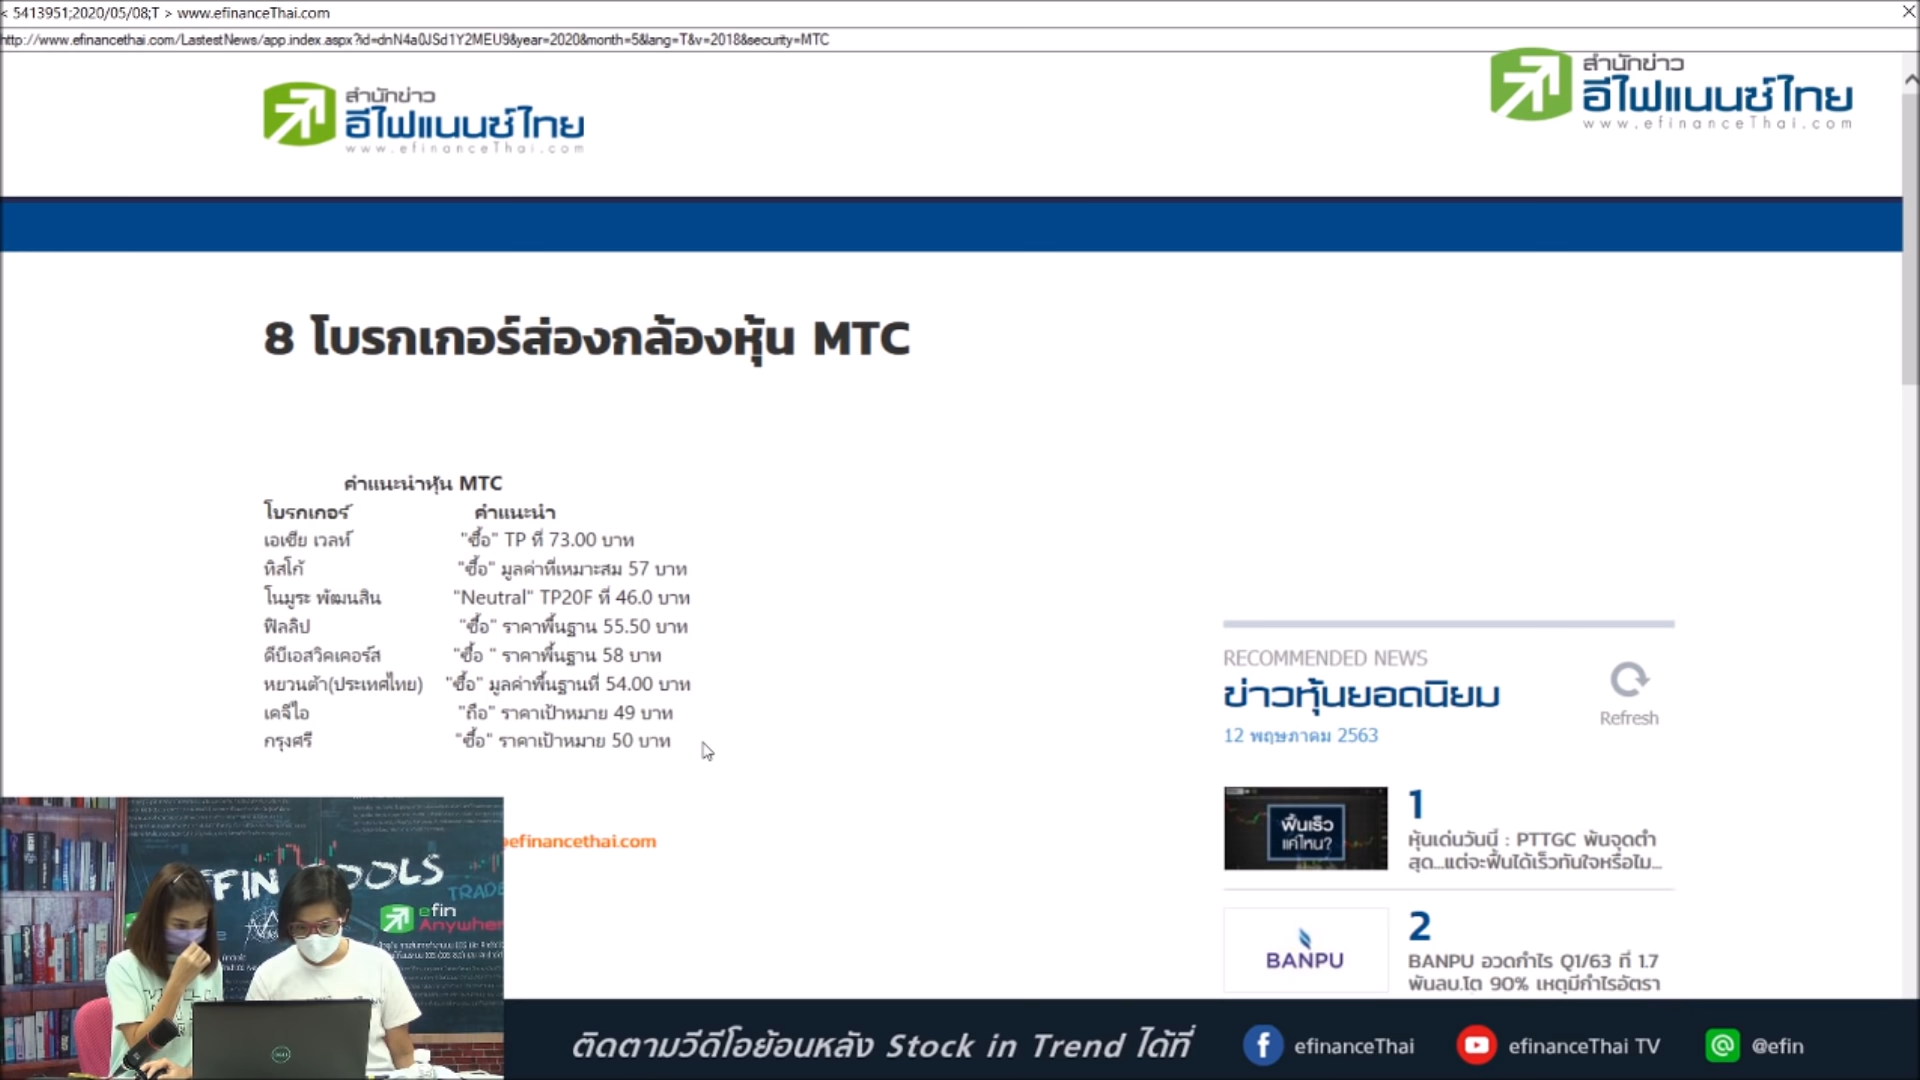 < 5413951;2020/05/08;T > www.efinanceThai.com
http://www.efinancethai.com/LastestNews/app.index.aspx?id=dnN4a0JSd1Y2MEU9&year=2020&month=5&lang=T&v=2018&security=MTC
สำนักข่าว
อีไฟแนนซ์ไทย
www.efinanceThai.com
สำนักข่าว
อีไฟแนนซ์ไทย
www.efinanceThai.com
8 โบรกเกอร์ส่องกล้องหุ้น MTC
คำแนะนำหุ้น MTC
โบรกเกอร์ คำแนะนำ
เอเซีย เวลท์ "ซื้อ" TP ที่ 73.00 บาท
ทิสโก้ "ซื้อ" มูลค่าที่เหมาะสม 57 บาท
โนมูระ พัฒนสิน "Neutral" TP20F ที่ 46.0 บาท
ฟิลลิป "ซื้อ" ราคาพื้นฐาน 55.50 บาท
ดีบีเอสวิคเคอร์ส "ซื้อ " ราคาพื้นฐาน 58 บาท
หยวนต้า(ประเทศไทย) "ซื้อ" มูลค่าพื้นฐานที่ 54.00 บาท
เคจีไอ "ถือ" ราคาเป้าหมาย 49 บาท
กรุงศรี "ซื้อ" ราคาเป้าหมาย 50 บาท
efinancethai.com
RECOMMENDED NEWS
ข่าวหุ้นยอดนิยม
12 พฤษภาคม 2563
Refresh
ฟื้นเร็ว
แค่ไหน?
1
หุ้นเด่นวันนี้ : PTTGC พ้นจุดต่ำ
สุด...แต่จะฟื้นได้เร็วทันใจหรือไม...
BANPU
2
BANPU อวดกำไร Q1/63 ที่ 1.7
พันลบ.โต 90% เหตุมีกำไรอัตรา
EFIN TOOLS
TRADE
efin
Anywhere
DELL
ติดตามวีดีโอย้อนหลัง Stock in Trend ได้ที่
efinanceThai
efinanceThai TV
@efin